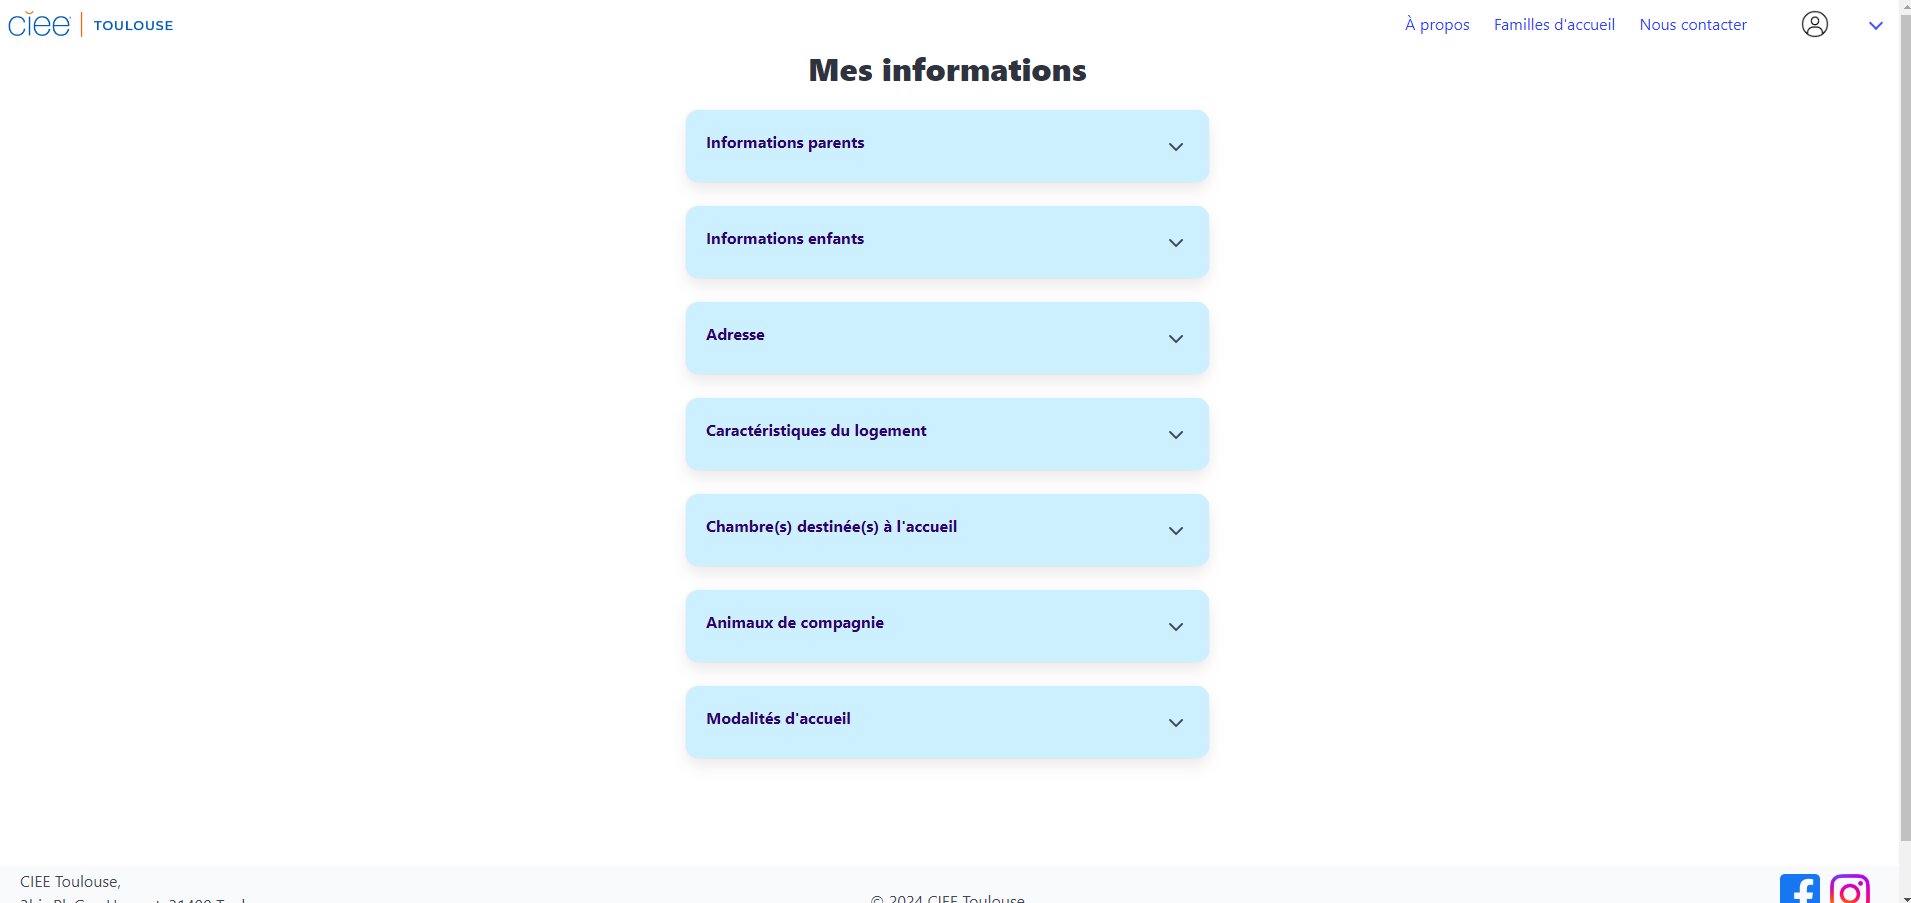 ciee TOULOUSE
À propos
Familles d'accueil
Nous contacter
Mes informations
Informations parents
Informations enfants
Adresse
Caractéristiques du logement
Chambre(s) destinée(s) à l'accueil
Animaux de compagnie
Modalités d'accueil
CIEE Toulouse,
© 2024 CIEE Toulouse